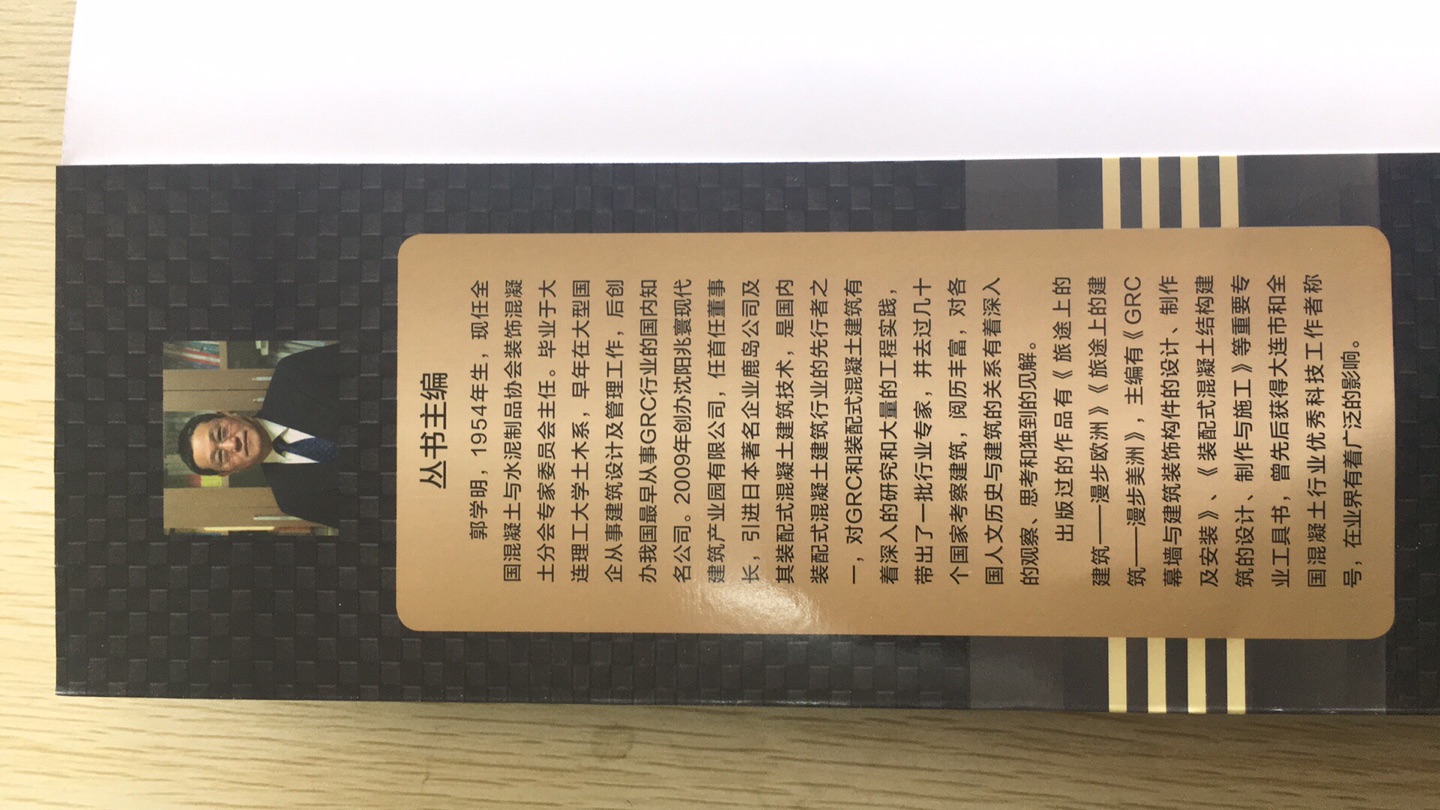 丛书主编
郭学明，1954年生，现任全
国混凝土与水泥制品协会装饰混凝
土分会专家委员会主任。毕业于大
连理工大学土木系，早年在大型国
企从事建筑设计及管理工作，后创
办我国最早从事GRC行业的国内知
名公司。2009年创办沈阳兆寰现代
建筑产业园有限公司，任首任董事
长，引进日本著名企业鹿岛公司及
其装配式混凝土建筑技术，是国内
装配式混凝土建筑行业的先行者之
一，对GRC和装配式混凝土建筑有
着深入的研究和大量的工程实践，
带出了一批行业专家，并去过几十
个国家考察建筑，阅历丰富，对各
国人文历史与建筑的关系有着深入
的观察、思考和独到的见解。
出版过的作品有《旅途上的
建筑——漫步欧洲》《旅途上的建
筑——漫步美洲》，主编有《GRC
幕墙与建筑装饰构件的设计、制作
及安装》、《装配式混凝土结构建
筑的设计、制作与施工》等重要专
业工具书，曾先后获得大连市和全
国混凝土行业优秀科技工作者称
号，在业界有着广泛的影响。